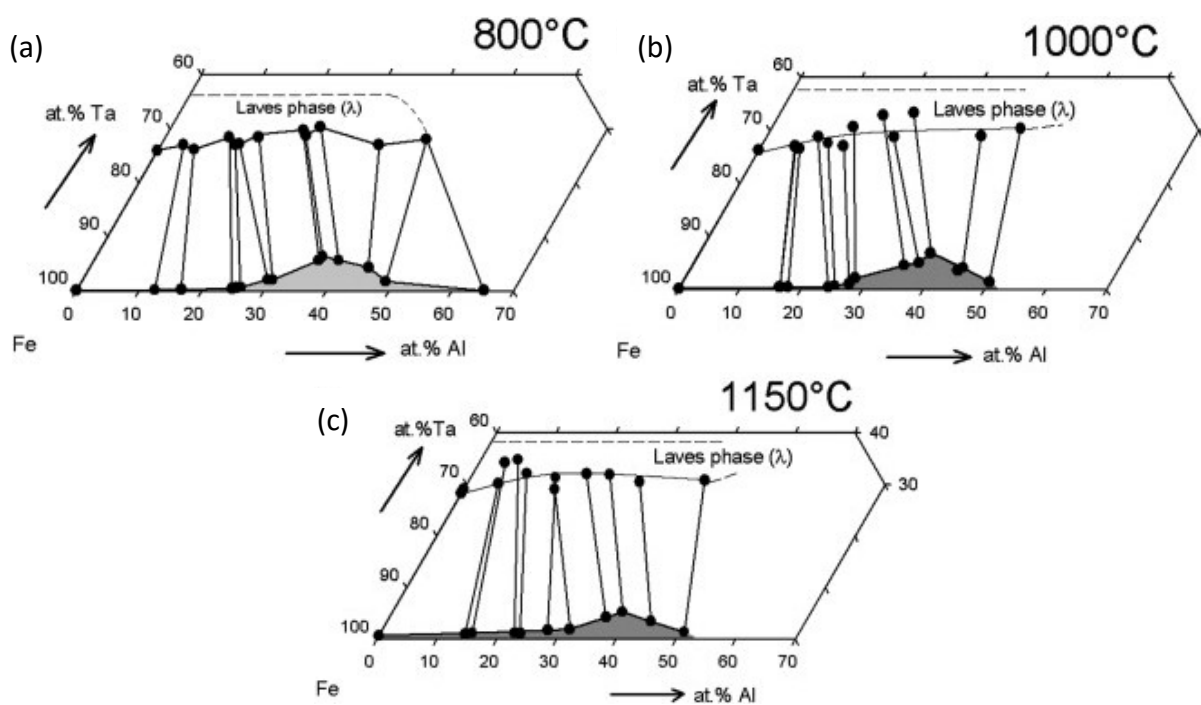 (a)
800°C
60
at.% Ta
Laves phase (λ)
70
80
90
100
0 10 20 30 40 50 60 70
Fe
at.% Al
(b)
1000°C
60
at.% Ta
Laves phase (λ)
70
80
90
100
0 10 20 30 40 50 60 70
Fe
at.% Al
(c)
1150°C
60
40
at.%Ta
Laves phase (λ)
70
30
80
90
100
0 10 20 30 40 50 60 70
Fe
at.% Al